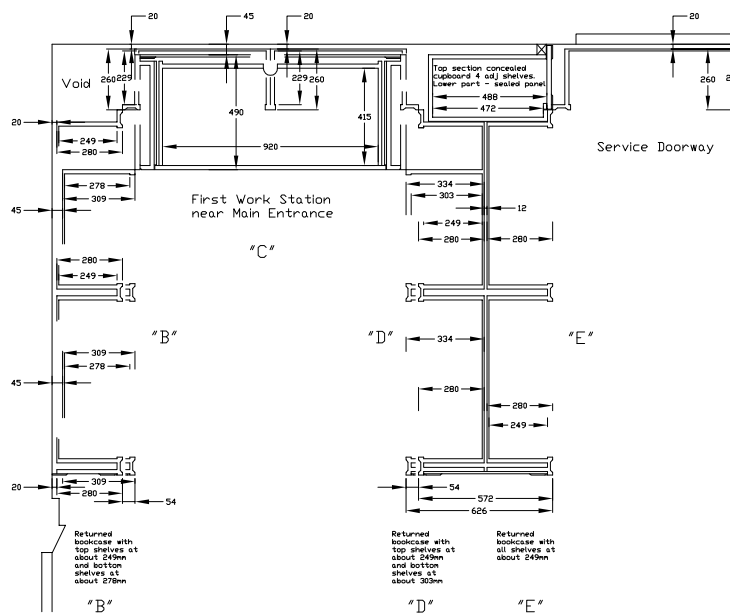 20
45
20
20
Void
260
229
229
260
Top section concealed
cupboard 4 adj shelves.
Lower part - sealed panel
488
472
260
490
415
20
249
280
920
Service Doorway
278
309
334
303
First Work Station
near Main Entrance
45
12
249
280
280
"C"
280
249
"B"
"D"
"E"
334
309
278
45
280
280
249
309
20
280
54
54
572
626
Returned
bookcase with
top shelves at
about 249mm
and bottom
shelves at
about 278mm
Returned
bookcase with
top shelves at
about 249mm
and bottom
shelves at
about 303mm
Returned
bookcase with
all shelves at
about 249mm
"B"
"D"
"E"